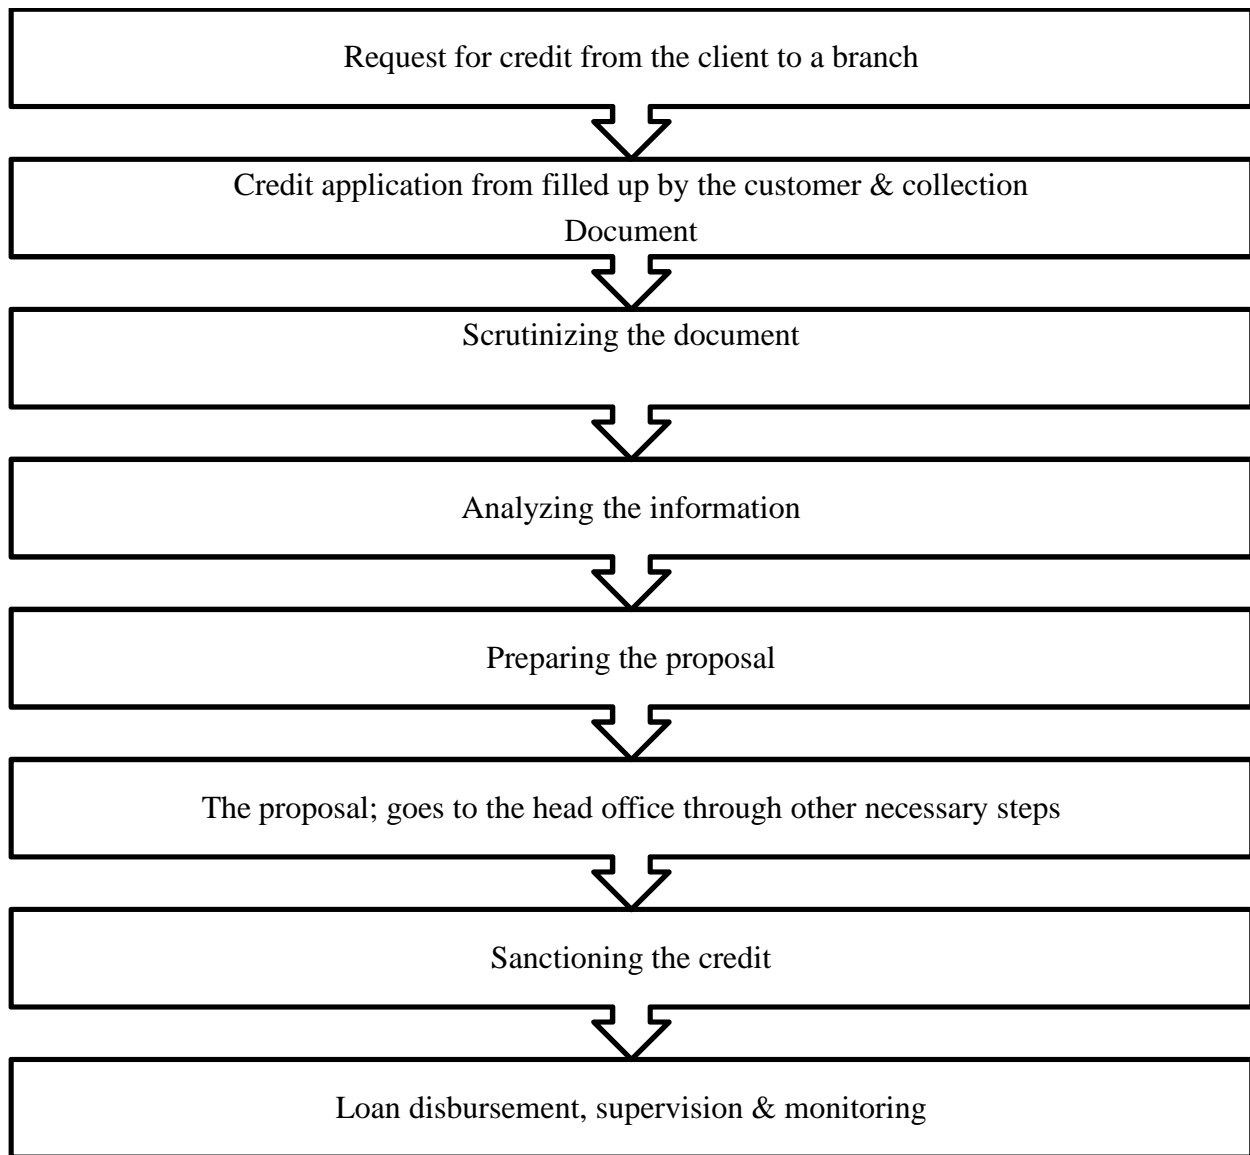 Request for credit from the client to a branch
Credit application from filled up by the customer & collection
Document
Scrutinizing the document
Analyzing the information
Preparing the proposal
The proposal; goes to the head office through other necessary steps
Sanctioning the credit
Loan disbursement, supervision & monitoring